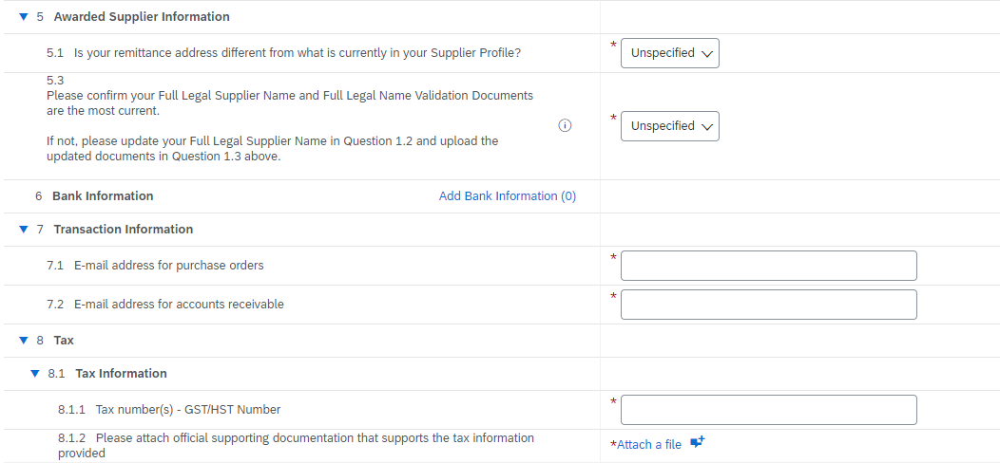 5 Awarded Supplier Information
5.1 Is your remittance address different from what is currently in your Supplier Profile?
* Unspecified
5.3
Please confirm your Full Legal Supplier Name and Full Legal Name Validation Documents
are the most current.
If not, please update your Full Legal Supplier Name in Question 1.2 and upload the
updated documents in Question 1.3 above.
* Unspecified
6 Bank Information
Add Bank Information (0)
7 Transaction Information
7.1 E-mail address for purchase orders
*
7.2 E-mail address for accounts receivable
*
8 Tax
8.1 Tax Information
8.1.1 Tax number(s) - GST/HST Number
*
8.1.2 Please attach official supporting documentation that supports the tax information
provided
*Attach a file